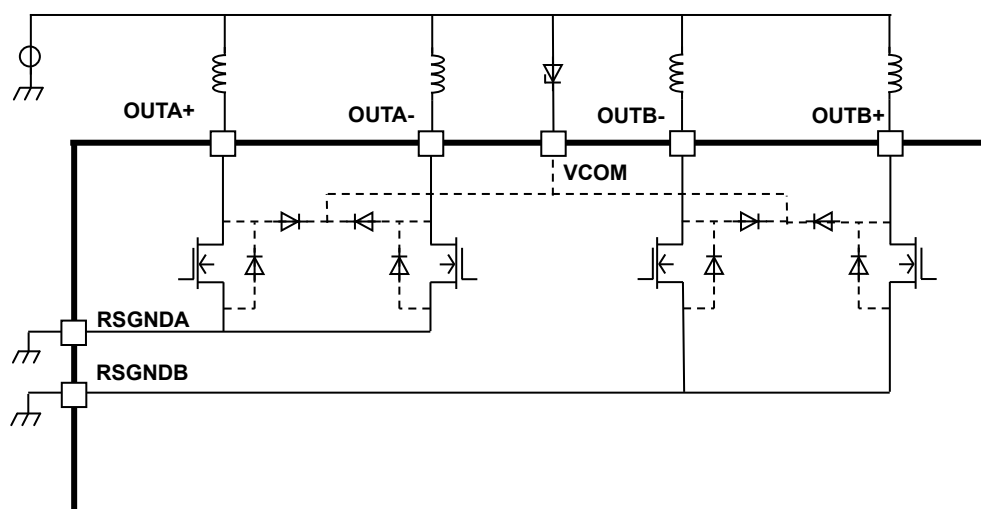 OUTA+
OUTA-
OUTB-
OUTB+
VCOM
RSGNDA
RSGNDB